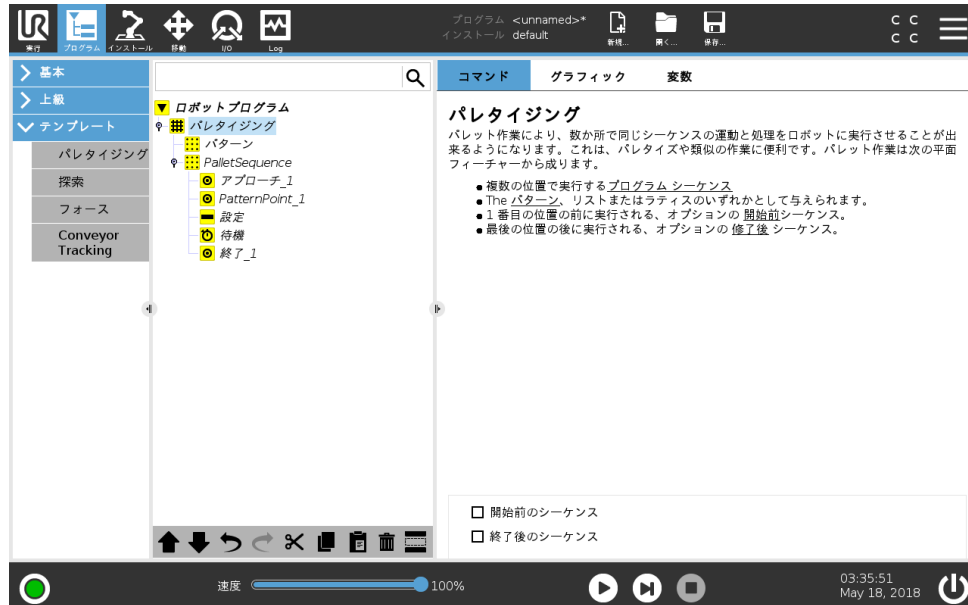 実行
プログラム
インストール
移動
I/O
Log
プログラム <unnamed>*
インストール default
新規...
開く...
保存...
C C
C C
基本
上級
テンプレート
パレタイジング
探索
フォース
Conveyor
Tracking
ロボットプログラム
パレタイジング
パターン
PalletSequence
アプローチ_1
PatternPoint_1
設定
待機
終了_1
コマンド
グラフィック
変数
パレタイジング
パレット作業により、数か所で同じシーケンスの運動と処理をロボットに実行させることが出
来るようになります。これは、パレタイズや類似の作業に便利です。パレット作業は次の平面
フィーチャーから成ります。
●複数の位置で実行するプログラム シーケンス
●The パターン、リストまたはラティスのいずれかとして与えられます。
●1 番目の位置の前に実行される、オプションの 開始前シーケンス。
●最後の位置の後に実行される、オプションの 修了後 シーケンス。
開始前のシーケンス
終了後のシーケンス
速度
100%
03:35:51
May 18, 2018